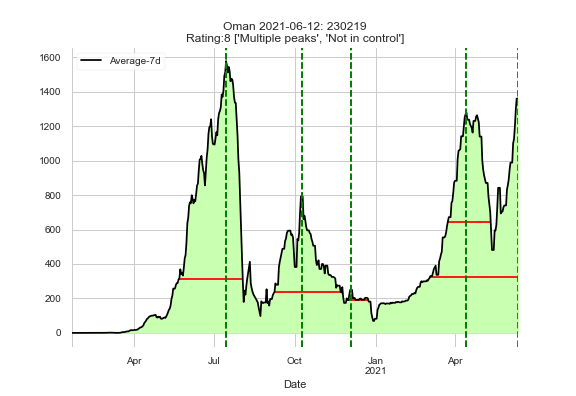 Oman 2021-06-12: 230219
Rating:8 ['Multiple peaks', 'Not in control']
Average-7d
1600
1400
1200
1000
800
600
400
200
0
Apr
Jul
Oct
Jan
2021
Apr
Date